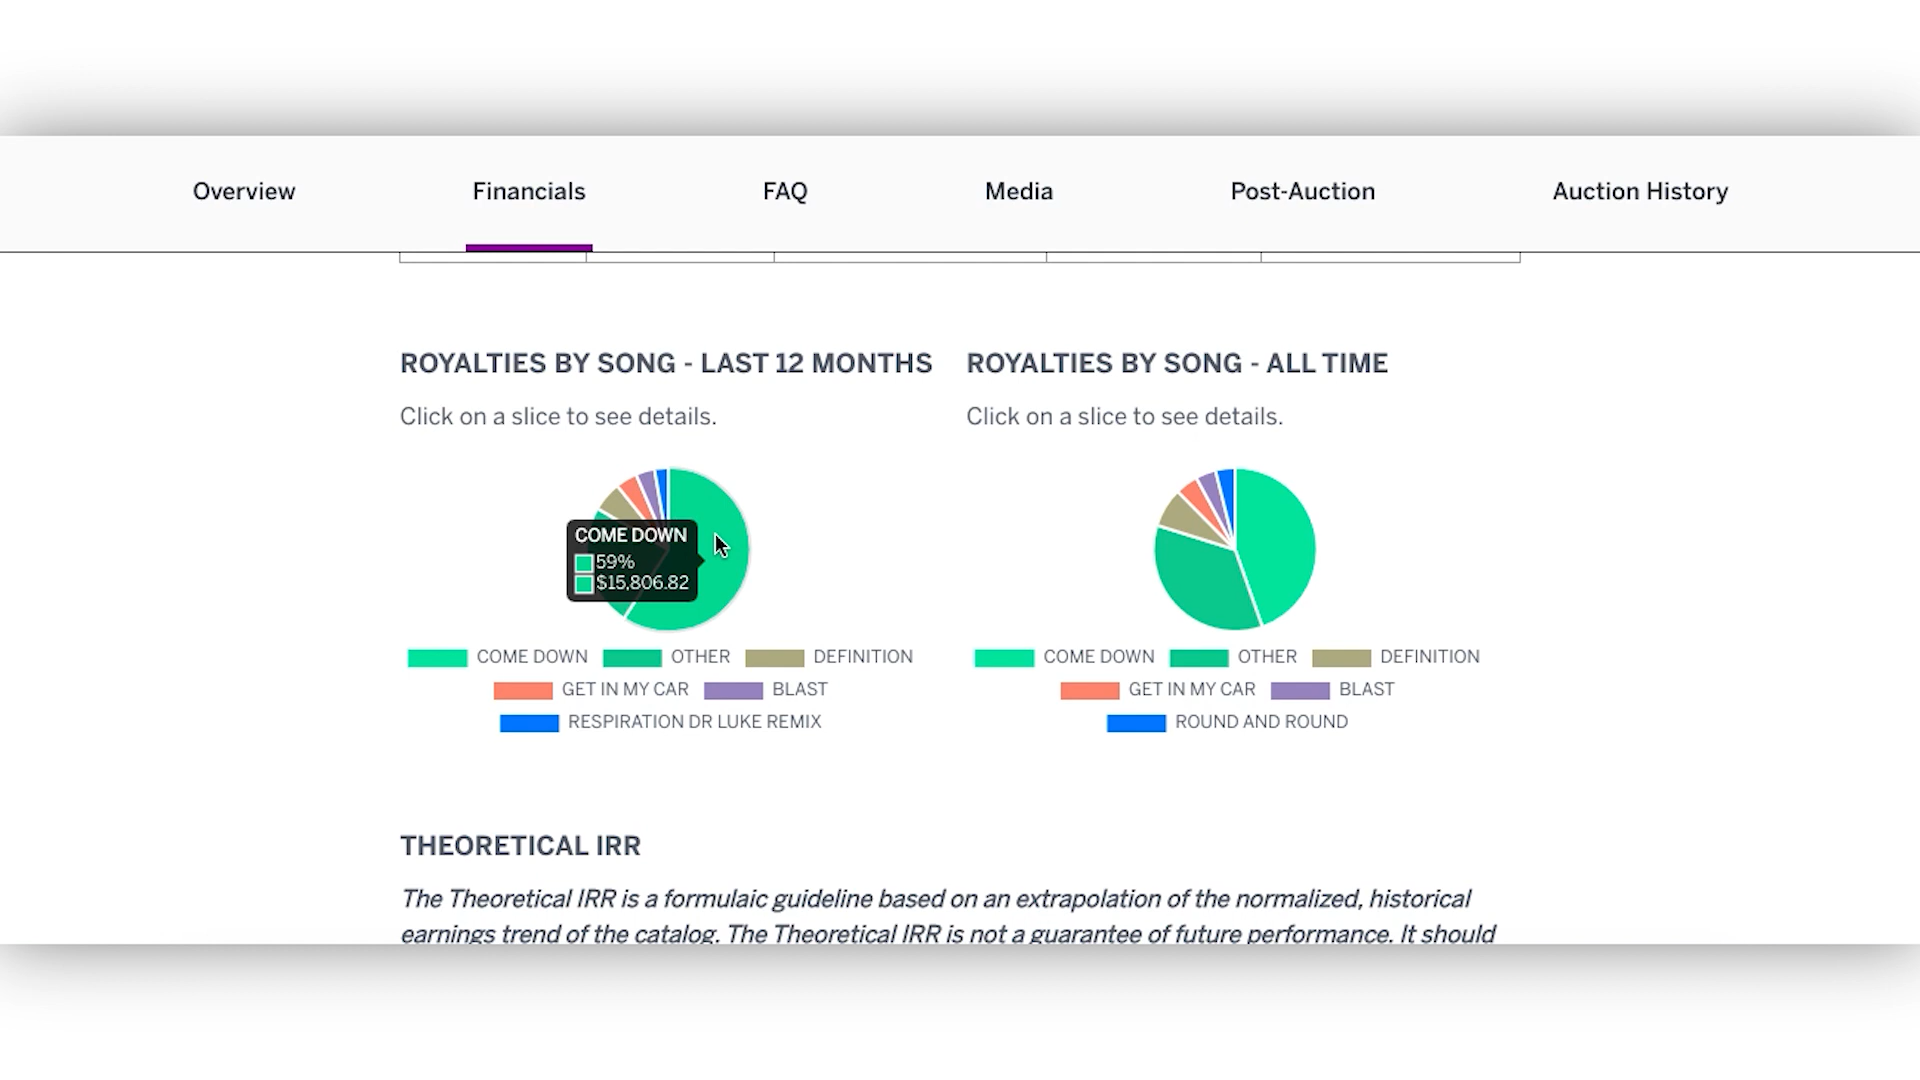 Overview Financials FAQ Media Post-Auction Auction History
ROYALTIES BY SONG - LAST 12 MONTHS
Click on a slice to see details.
COME DOWN
59%
$15,806.82
COME DOWN OTHER DEFINITION
GET IN MY CAR BLAST
RESPIRATION DR LUKE REMIX
ROYALTIES BY SONG - ALL TIME
Click on a slice to see details.
COME DOWN OTHER DEFINITION
GET IN MY CAR BLAST
ROUND AND ROUND
THEORETICAL IRR
The Theoretical IRR is a formulaic guideline based on an extrapolation of the normalized, historical
earnings trend of the catalog. The Theoretical IRR is not a guarantee of future performance. It should